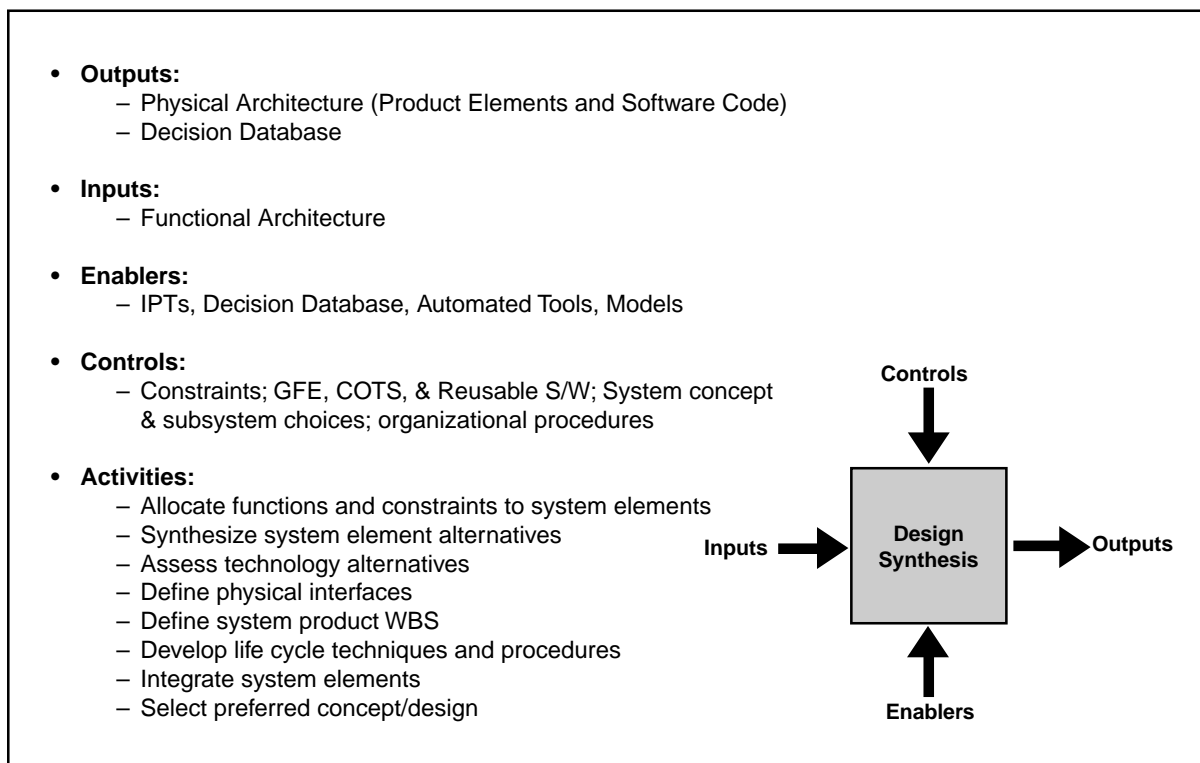 • Outputs:
– Physical Architecture (Product Elements and Software Code)
– Decision Database
• Inputs:
– Functional Architecture
• Enablers:
– IPTs, Decision Database, Automated Tools, Models
• Controls:
– Constraints; GFE, COTS, & Reusable S/W; System concept
& subsystem choices; organizational procedures
• Activities:
– Allocate functions and constraints to system elements
– Synthesize system element alternatives
– Assess technology alternatives
– Define physical interfaces
– Define system product WBS
– Develop life cycle techniques and procedures
– Integrate system elements
– Select preferred concept/design
Controls
Inputs
Design
Synthesis
Outputs
Enablers